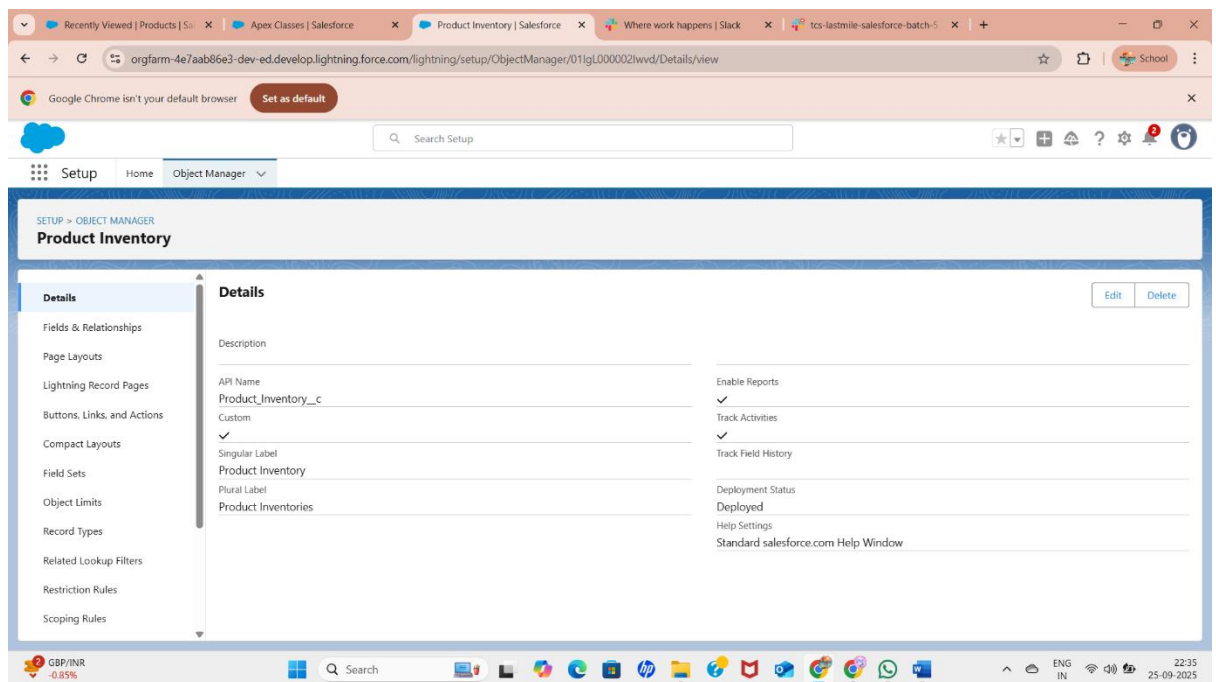 Recently Viewed | Products | Sa
Apex Classes | Salesforce
Product Inventory | Salesforce
Where work happens | Slack
tcs-lastmile-salesforce-batch-5
orgfarm-4e7aab86e3-dev-ed.develop.lightning.force.com/lightning/setup/ObjectManager/01IgL000002lwvd/Details/view
School
Google Chrome isn't your default browser
Set as default
Search Setup
2
Setup
Home
Object Manager
SETUP > OBJECT MANAGER
Product Inventory
Details
Fields & Relationships
Page Layouts
Lightning Record Pages
Buttons, Links, and Actions
Compact Layouts
Field Sets
Object Limits
Record Types
Related Lookup Filters
Restriction Rules
Scoping Rules
Details
Edit
Delete
Description
API Name
Product_Inventory__c
Custom
Singular Label
Product Inventory
Plural Label
Product Inventories
Enable Reports
Track Activities
Track Field History
Deployment Status
Deployed
Help Settings
Standard salesforce.com Help Window
2
GBP/INR
-0.85%
Search
ENG
IN
22:35
25-09-2025